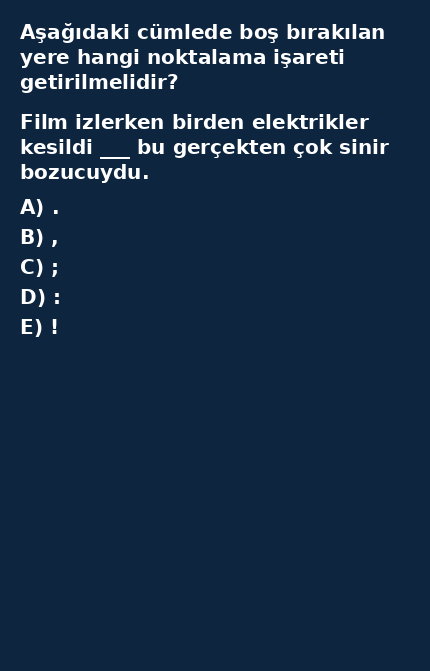 Aşağıdaki cümlede boş bırakılan
yere hangi noktalama işareti
getirilmelidir?
Film izlerken birden elektrikler
kesildi ___ bu gerçekten çok sinir
bozucuydu.
A) .
B) ,
C) ;
D) :
E) !